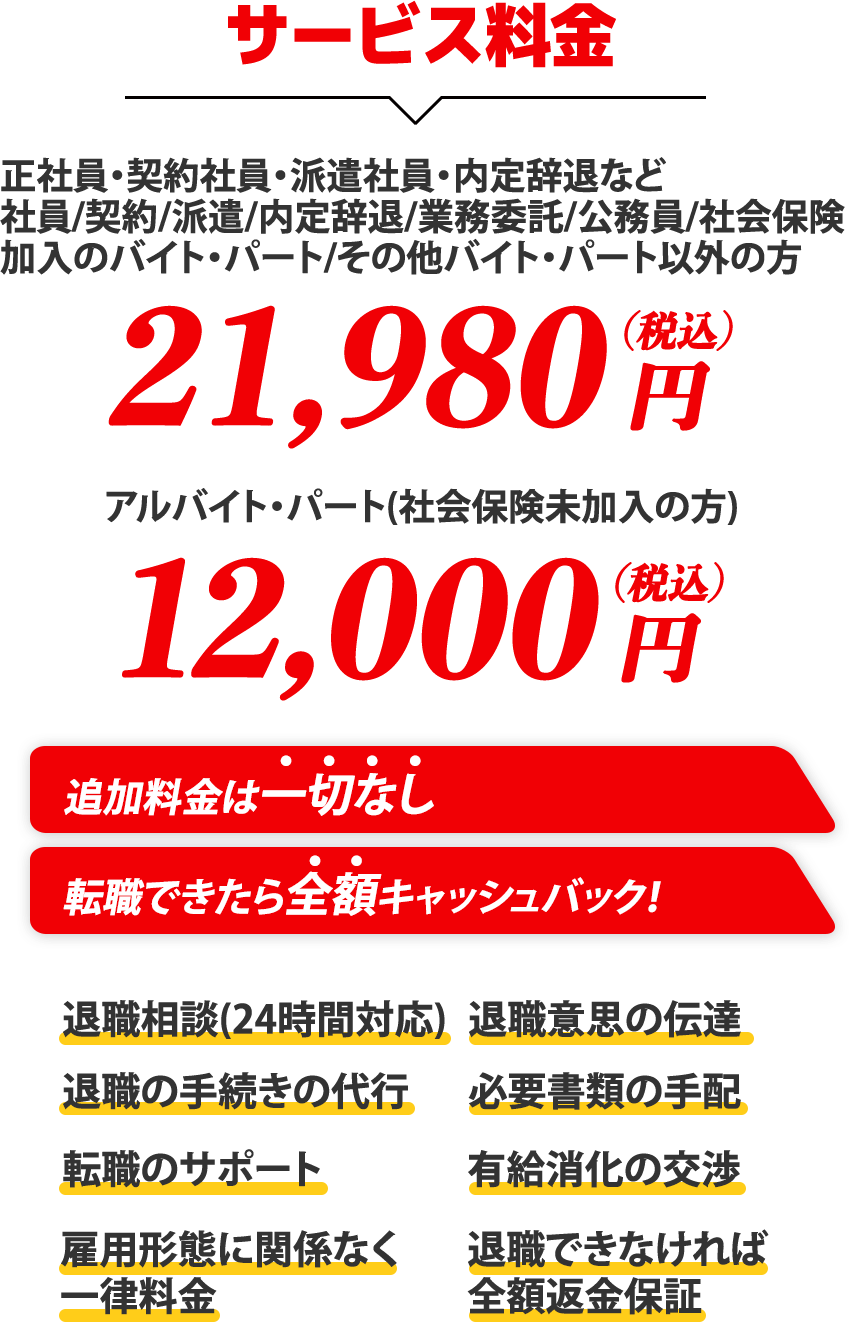 サービス料金
正社員・契約社員・派遣社員・内定辞退など
社員/契約/派遣/内定辞退/業務委託/公務員/社会保険
加入のバイト・パート/その他バイト・パート以外の方
21,980円（税込）
アルバイト・パート(社会保険未加入の方)
12,000円（税込）
追加料金は一切なし
転職できたら全額キャッシュバック!
退職相談(24時間対応)
退職意思の伝達
退職の手続きの代行
必要書類の手配
転職のサポート
有給消化の交渉
雇用形態に関係なく
一律料金
退職できなければ
全額返金保証